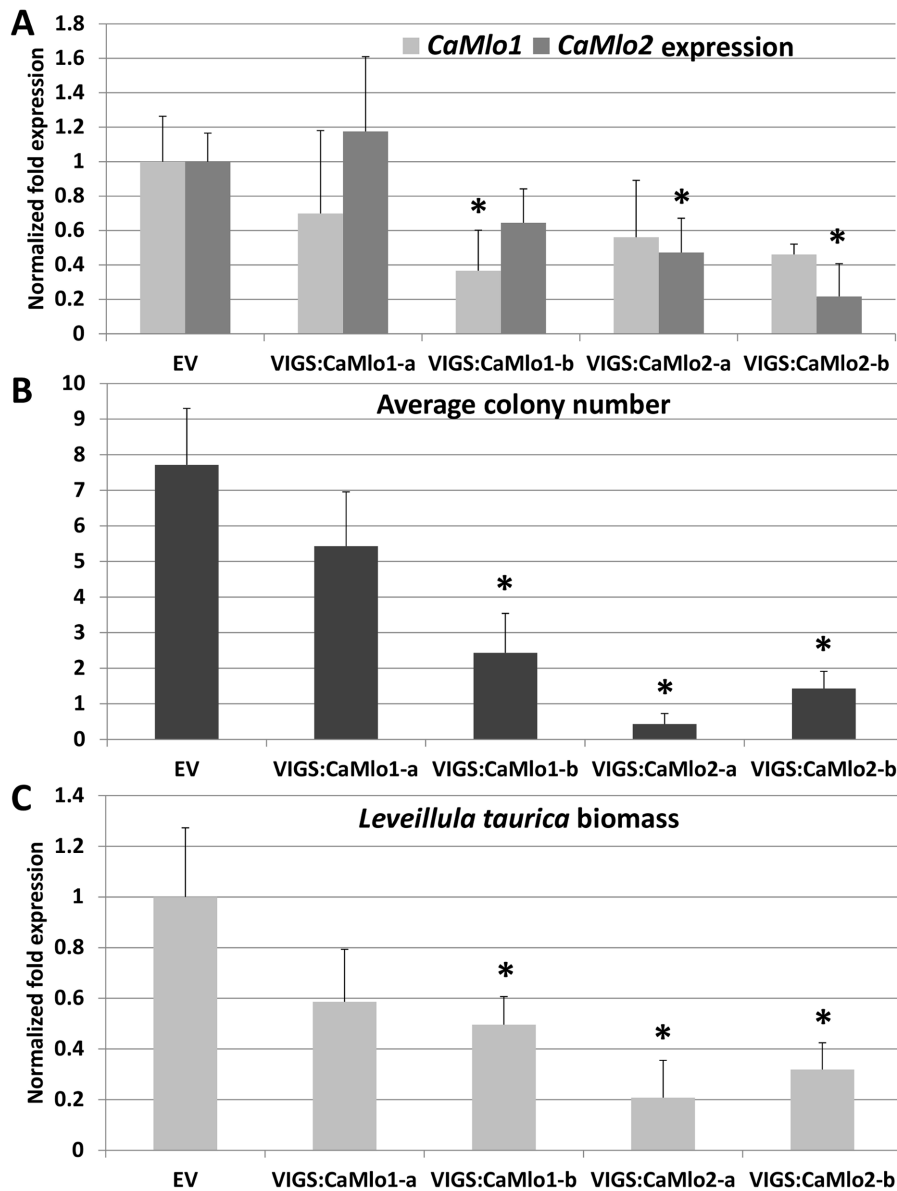 A
CaMlo1 CaMlo2 expression
Normalized fold expression
1.8
1.6
1.4
1.2
1
0.8
0.6
0.4
0.2
0
* * *
EV VIGS:CaMlo1-a VIGS:CaMlo1-b VIGS:CaMlo2-a VIGS:CaMlo2-b
B
Average colony number
10
9
8
7
6
5
4
3
2
1
0
* * *
EV VIGS:CaMlo1-a VIGS:CaMlo1-b VIGS:CaMlo2-a VIGS:CaMlo2-b
C
Leveillula taurica biomass
Normalized fold expression
1.4
1.2
1
0.8
0.6
0.4
0.2
0
* * *
EV VIGS:CaMlo1-a VIGS:CaMlo1-b VIGS:CaMlo2-a VIGS:CaMlo2-b